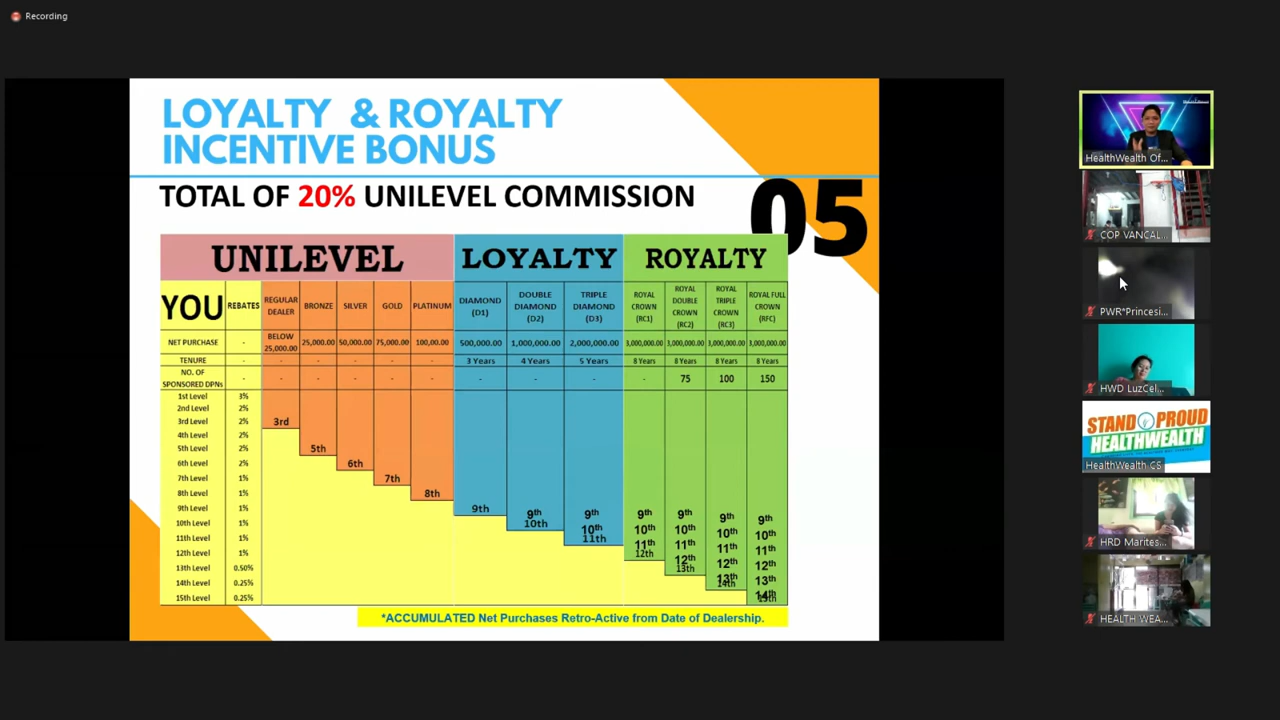 Recording
LOYALTY & ROYALTY
INCENTIVE BONUS
TOTAL OF 20% UNILEVEL COMMISSION
05
UNILEVEL LOYALTY ROYALTY
YOU REBATES REGULAR DEALER BRONZE SILVER GOLD PLATINUM DIAMOND (D1) DOUBLE DIAMOND (D2) TRIPLE DIAMOND (D3) ROYAL CROWN (RC1) ROYAL DOUBLE CROWN (RC2) ROYAL TRIPLE CROWN (RC3) ROYAL FULL CROWN (RFC)
NET PURCHASE - BELOW 25,000.00 25,000.00 50,000.00 75,000.00 100,00.00 500,000.00 1,000,000.00 2,000,000.00 3,000,000.00 3,000,000.00 3,000,000.00 3,000,000.00
TENURE - - - - - - 3 Years 4 Years 5 Years 8 Years 8 Years 8 Years 8 Years
NO. OF SPONSORED DPNs - - - - - - - - - - 75 100 150
1st Level 3%
2nd Level 2%
3rd Level 2% 3rd
4th Level 2%
5th Level 2% 5th
6th Level 2% 6th
7th Level 1% 7th
8th Level 1% 8th
9th Level 1% 9th 9th 9th 9th 9th 9th 9th
10th Level 1% 10th 10th 10th 10th 10th 10th
11th Level 1% 11th 11th 11th 11th 11th
12th Level 1% 12th 12th 12th 12th
13th Level 0.50% 13th 13th 13th
14th Level 0.25% 14th 14th
15th Level 0.25% 15th
*ACCUMULATED Net Purchases Retro-Active from Date of Dealership.
HealthWealth Of...
COP VANCAL...
PWR*Princesi...
HWD LuzCel...
STAND PROUD
HEALTHWEALTH
HealthWealth CS
HRD Marites...
HEALTH WEA...